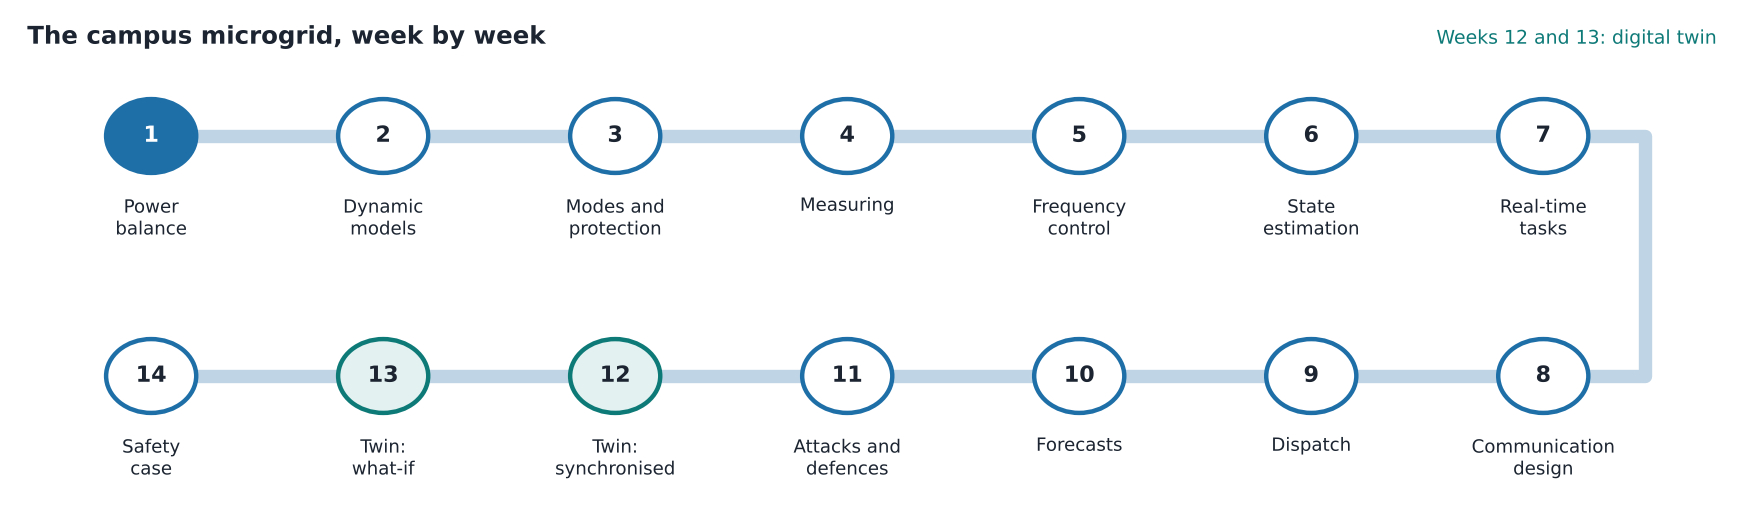 The campus microgrid, week by week
Weeks 12 and 13: digital twin
1
2
3
4
5
6
7
Power
balance
Dynamic
models
Modes and
protection
Measuring
Frequency
control
State
estimation
Real-time
tasks
14
13
12
11
10
9
8
Safety
case
Twin:
what-if
Twin:
synchronised
Attacks and
defences
Forecasts
Dispatch
Communication
design